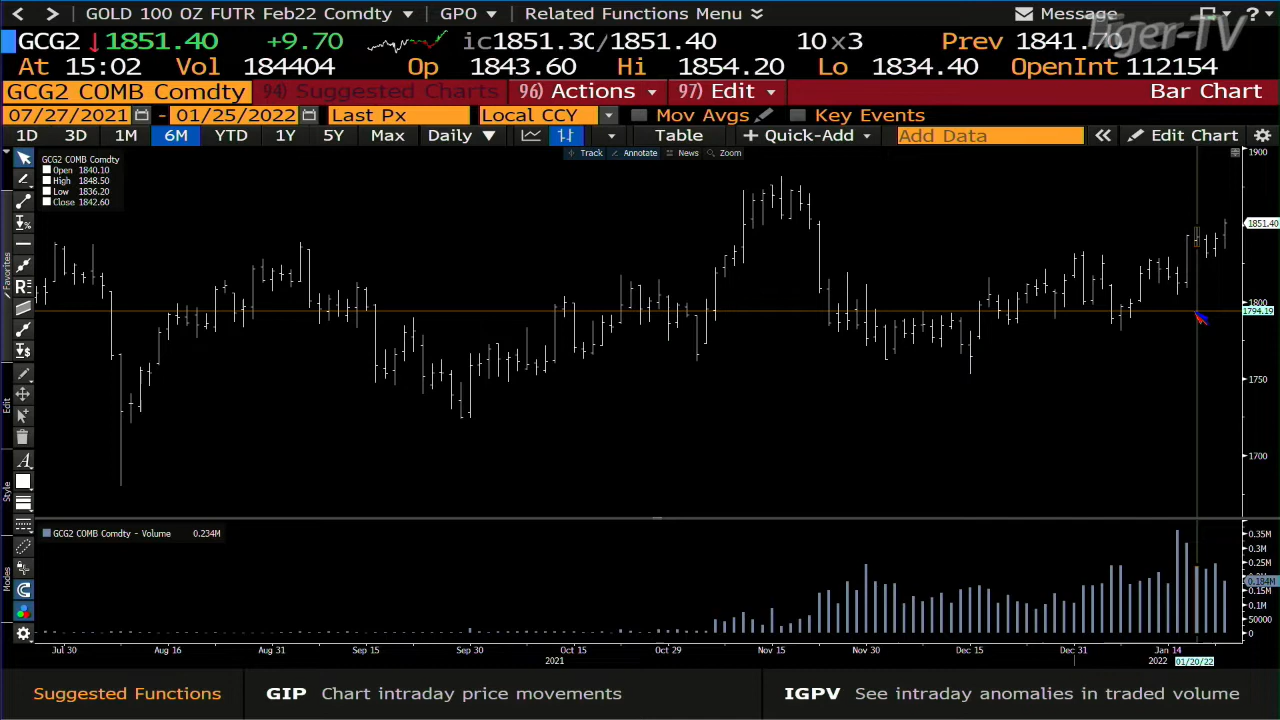 GOLD 100 OZ FUTR Feb22 Comdty GPO Related Functions Menu Message ?
GCG2 ↓1851.40 +9.70 ic1851.30/1851.40 10x3 Prev 1841.70
At 15:02 Vol 184404 Op 1843.60 Hi 1854.20 Lo 1834.40 OpenInt 112154
GCG2 COMB Comdty 94) Suggested Charts 96) Actions 97) Edit Bar Chart
07/27/2021 - 01/25/2022 Last Px Local CCY Mov Avgs Key Events
1D 3D 1M 6M YTD 1Y 5Y Max Daily ▼ Table + Quick-Add Add Data « Edit Chart
Track Annotate News Zoom
GCG2 COMB Comdty
Open 1840.10
High 1848.50
Low 1836.20
Close 1842.60
1900
1851.40
1800
1794.19
1750
1700
GCG2 COMB Comdty - Volume 0.234M
0.35M
0.3M
0.25M
0.184M
0.15M
0.1M
50000
0
Favorites
Edit
Style
Modes
Jul 30 Aug 16 Aug 31 Sep 15 Sep 30 Oct 15 Oct 29 Nov 15 Nov 30 Dec 15 Dec 31 Jan 14
2021 2022 01/20/22
Suggested Functions GIP Chart intraday price movements IGPV See intraday anomalies in traded volume